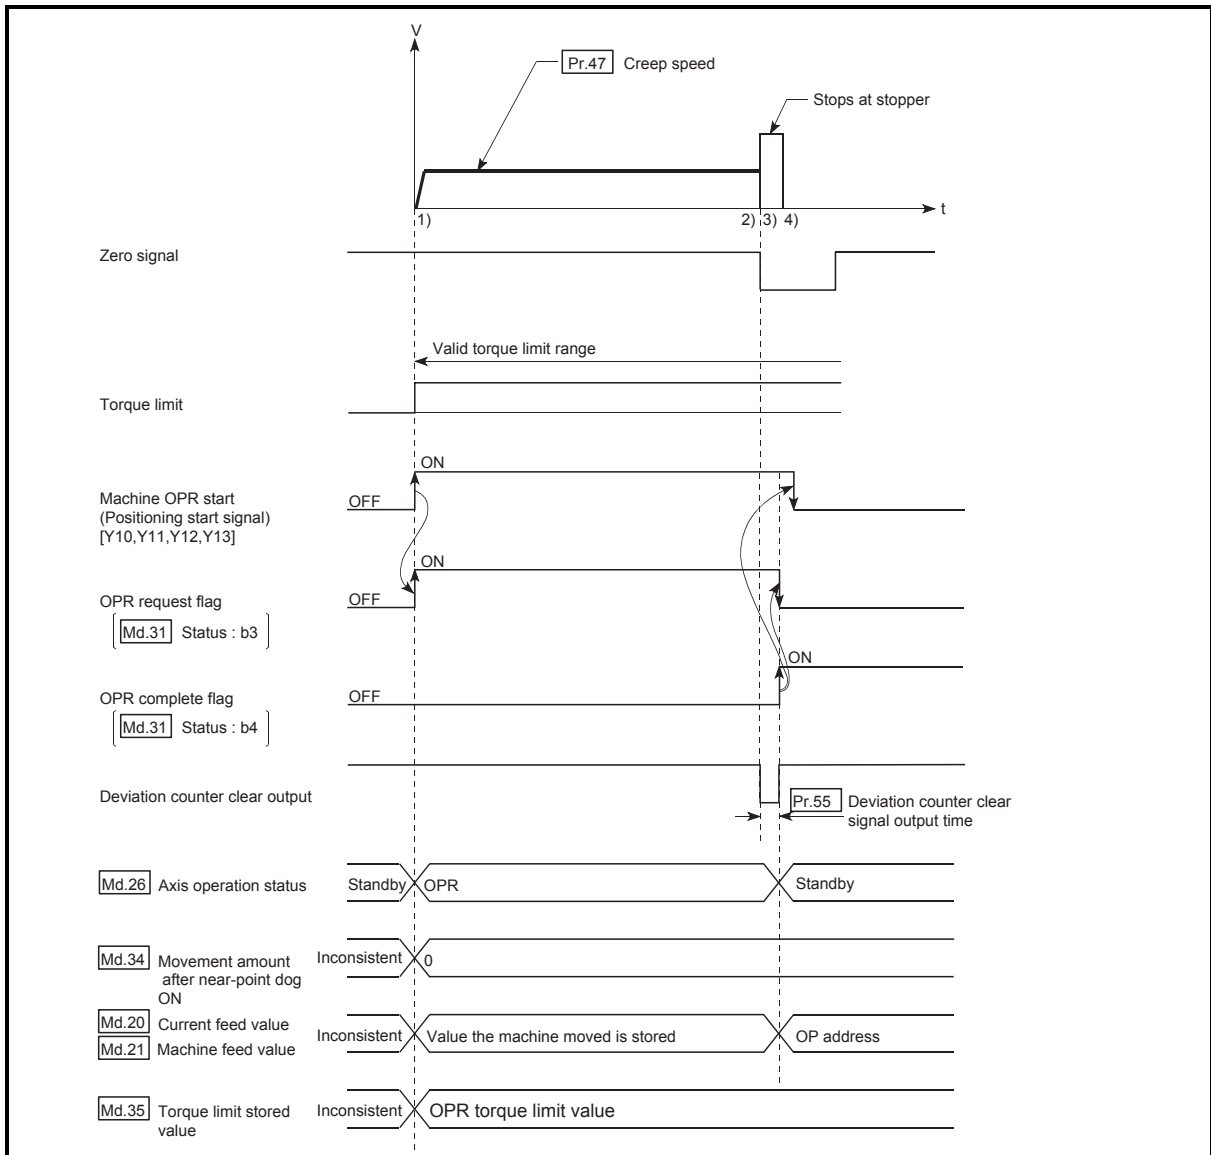 V
Pr.47 Creep speed
Stops at stopper
t
1) 2) 3) 4)
Zero signal
Valid torque limit range
Torque limit
ON
Machine OPR start
(Positioning start signal)
[Y10,Y11,Y12,Y13]
OFF
ON
OPR request flag
OFF
Md.31 Status : b3
ON
OPR complete flag
OFF
Md.31 Status : b4
Deviation counter clear output
Pr.55 Deviation counter clear
signal output time
Md.26 Axis operation status
Standby OPR Standby
Md.34 Movement amount
after near-point dog
ON
Inconsistent 0
Md.20 Current feed value
Md.21 Machine feed value
Inconsistent Value the machine moved is stored OP address
Md.35 Torque limit stored
value
Inconsistent OPR torque limit value